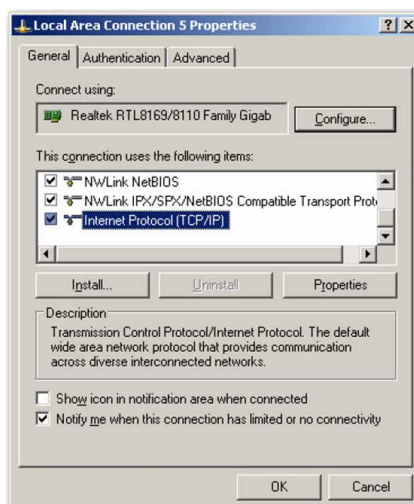 Local Area Connection 5 Properties
General Authentication Advanced
Connect using:
Realtek RTL8169/8110 Family Gigab Configure...
This connection uses the following items:
NWLink NetBIOS
NWLink IPX/SPX/NetBIOS Compatible Transport Prot
Internet Protocol (TCP/IP)
Install... Uninstall Properties
Description
Transmission Control Protocol/Internet Protocol. The default
wide area network protocol that provides communication
across diverse interconnected networks.
Show icon in notification area when connected
Notify me when this connection has limited or no connectivity
OK Cancel